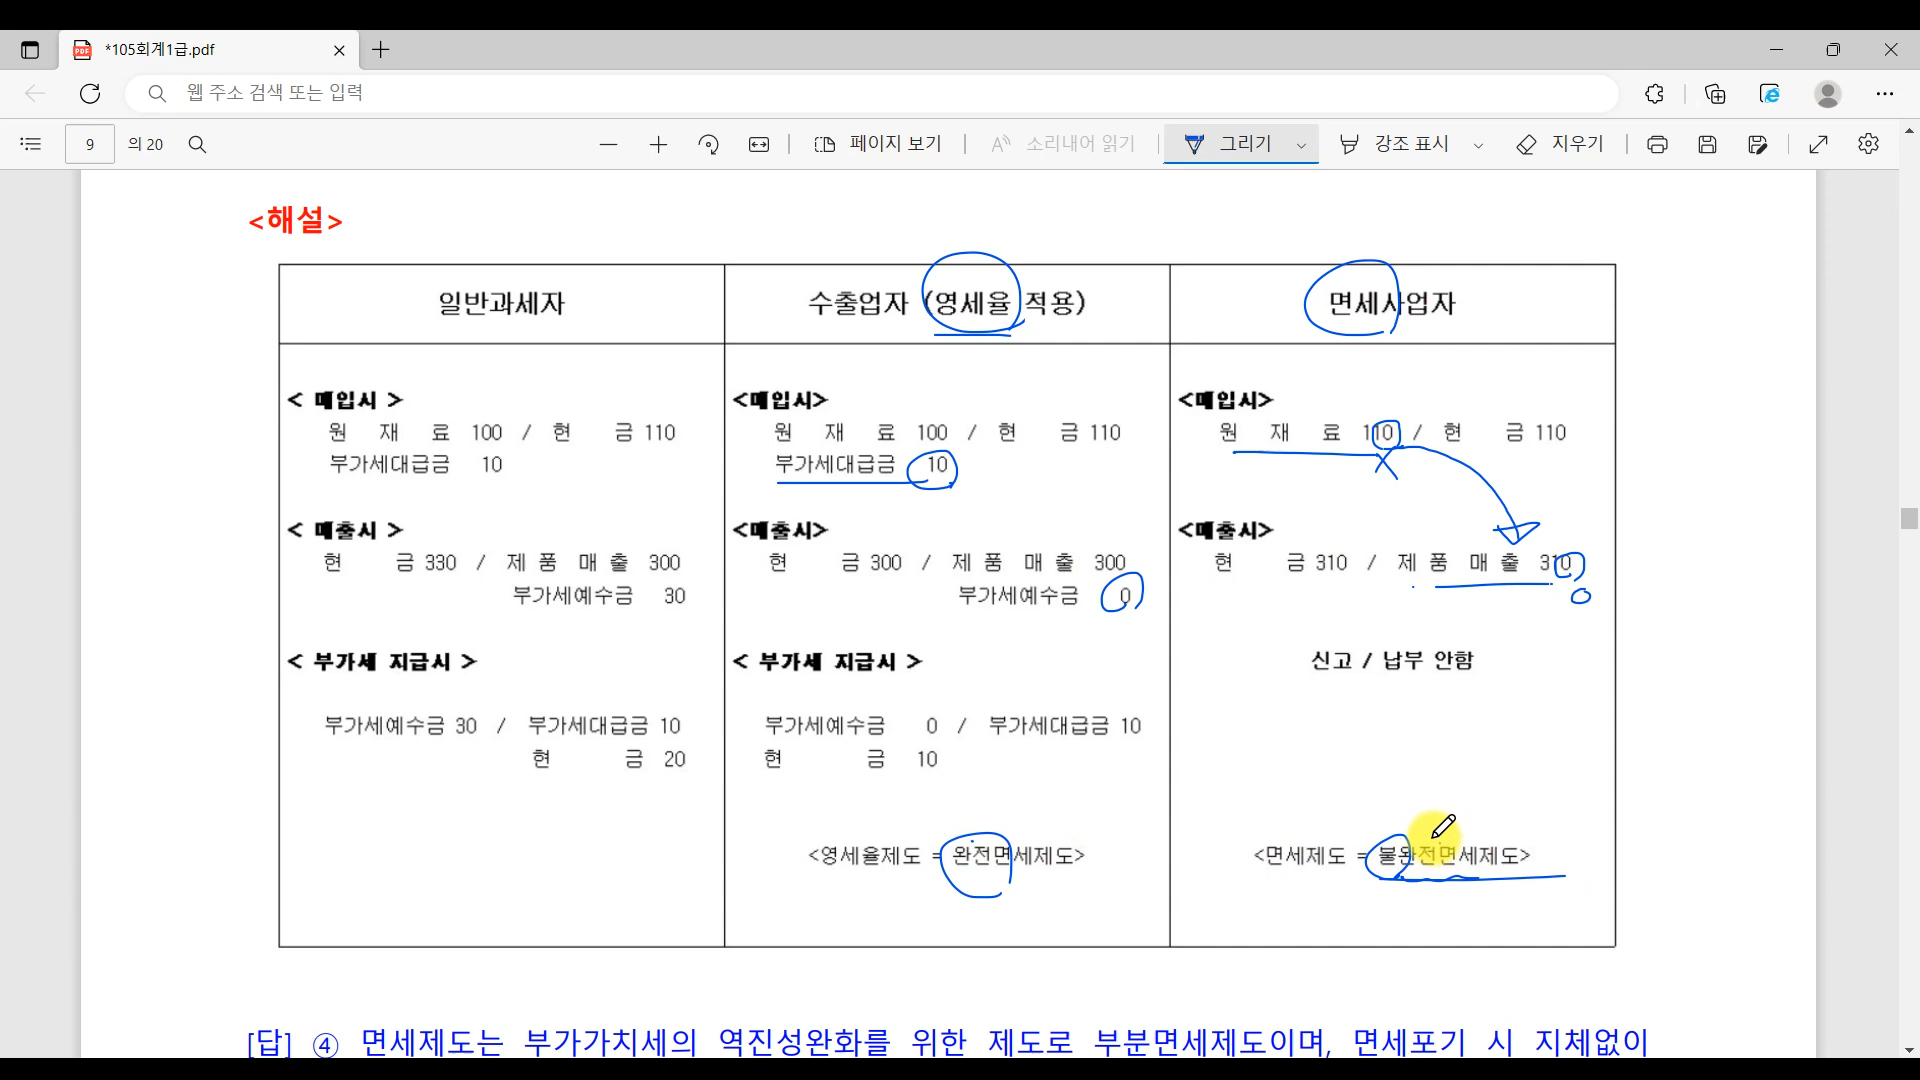 *105회계1급.pdf
웹 주소 검색 또는 입력
9 의 20
페이지 보기
소리내어 읽기
그리기
강조 표시
지우기
<해설>
일반과세자
수출업자 (영세율 적용)
면세사업자
< 매입시 >
원 재 료 100 / 현 금 110
부가세대급금 10
< 매출시 >
현 금 330 / 제 품 매 출 300
부가세예수금 30
< 부가세 지급시 >
부가세예수금 30 / 부가세대급금 10
현 금 20
<매입시>
원 재 료 100 / 현 금 110
부가세대급금 10
<매출시>
현 금 300 / 제 품 매 출 300
부가세예수금 0
< 부가세 지급시 >
부가세예수금 0 / 부가세대급금 10
현 금 10
<영세율제도 = 완전면세제도>
<매입시>
원 재 료 110 / 현 금 110
<매출시>
현 금 310 / 제 품 매 출 310
신고 / 납부 안함
<면세제도 = 불완전면세제도>
[답] ④ 면세제도는 부가가치세의 역진성완화를 위한 제도로 부분면세제도이며, 면세포기 시 지체없이